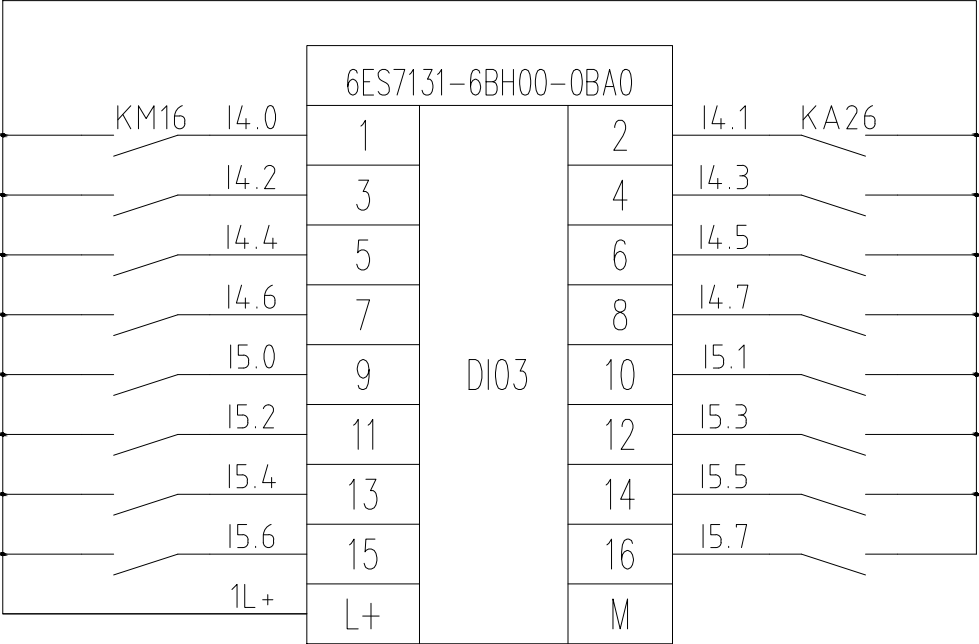 6ES7131-6BH00-0BA0
KM16 I4.0 1 2 I4.1 KA26
I4.2 3 4 I4.3
I4.4 5 6 I4.5
I4.6 7 8 I4.7
I5.0 9 DI03 10 I5.1
I5.2 11 12 I5.3
I5.4 13 14 I5.5
I5.6 15 16 I5.7
1L+ L+ M